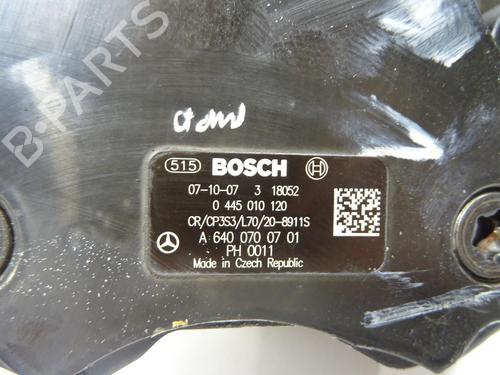 B-PARTS
515 BOSCH
07-10-07 3 18052
0 445 010 120
CR/CP3S3/L70/20-8911S
A 640 070 07 01
PH 0011
Made in Czech Republic